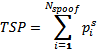 TSP = \sum_{i=1}^{N_{spoof}} p_i^s